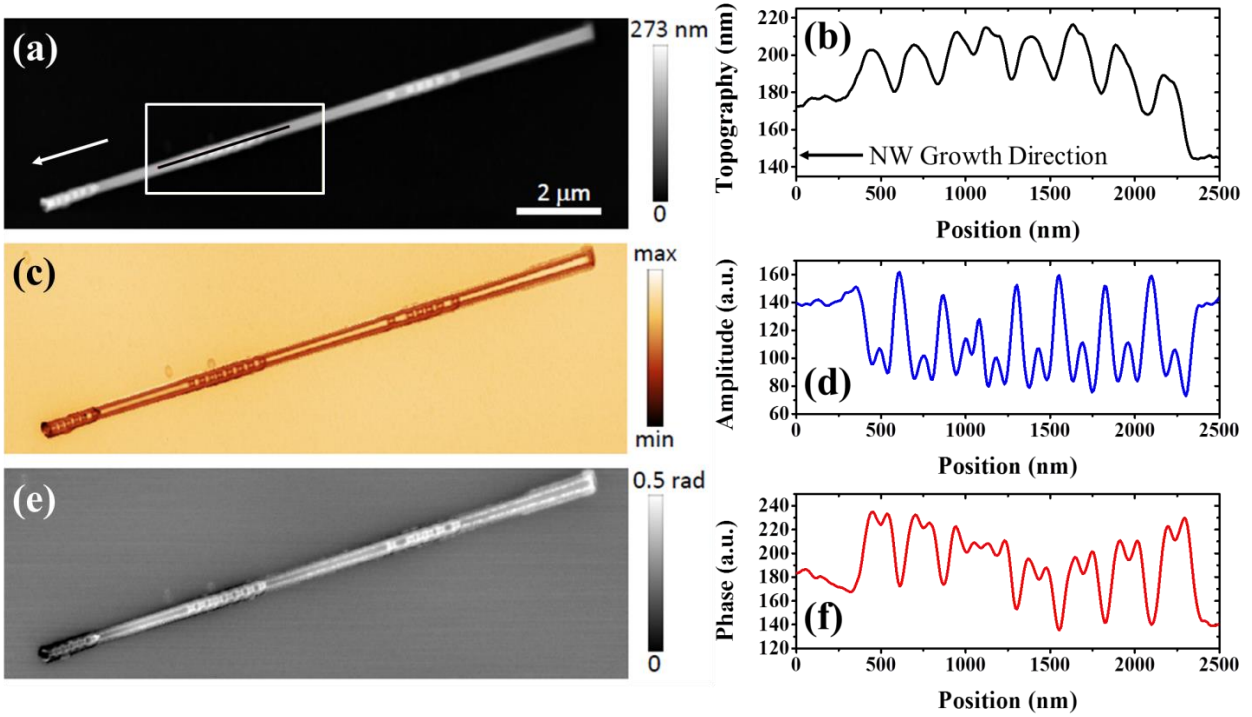 (a)
273 nm
0
2 μm
(b)
Topography (nm)
220
200
180
160
140
NW Growth Direction
0 500 1000 1500 2000 2500
Position (nm)
(c)
max
min
(d)
Amplitude (a.u.)
160
140
120
100
80
60
0 500 1000 1500 2000 2500
Position (nm)
(e)
0.5 rad
0
(f)
Phase (a.u.)
240
220
200
180
160
140
120
0 500 1000 1500 2000 2500
Position (nm)